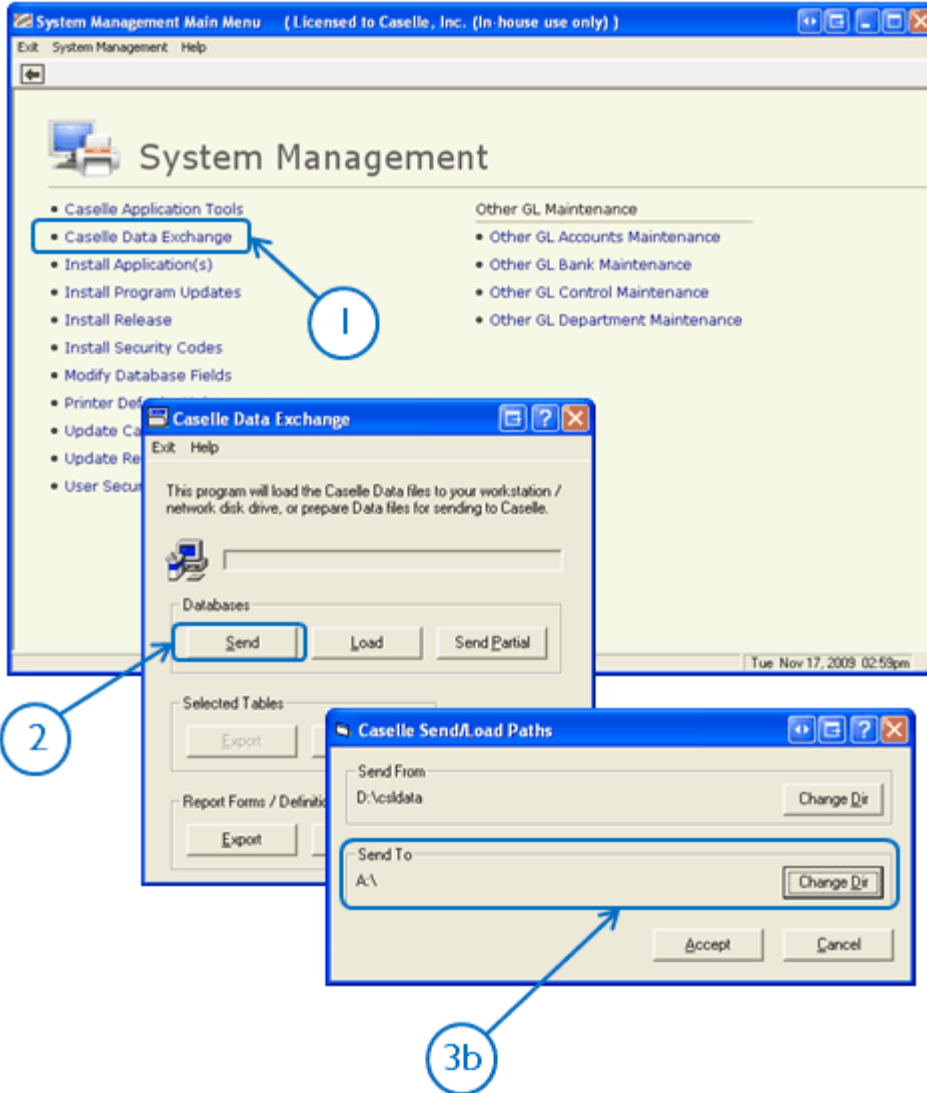 System Management Main Menu ( Licensed to Caselle, Inc. (In-house use only) )
Exit System Management Help
System Management
• Caselle Application Tools
• Caselle Data Exchange
• Install Application(s)
• Install Program Updates
• Install Release
• Install Security Codes
• Modify Database Fields
• Printer
• Update Ca
• Update Re
• User Secur
Other GL Maintenance
• Other GL Accounts Maintenance
• Other GL Bank Maintenance
• Other GL Control Maintenance
• Other GL Department Maintenance
1
Caselle Data Exchange
Exit Help
This program will load the Caselle Data files to your workstation /
network disk drive, or prepare Data files for sending to Caselle.
Databases
Send Load Send Partial
Tue Nov 17, 2009 02:59pm
2
Selected Tables
Export
Report Forms / Definitio
Export
Caselle Send/Load Paths
Send From
D:\csldata Change Dir
Send To
A:\ Change Dir
Accept Cancel
3b